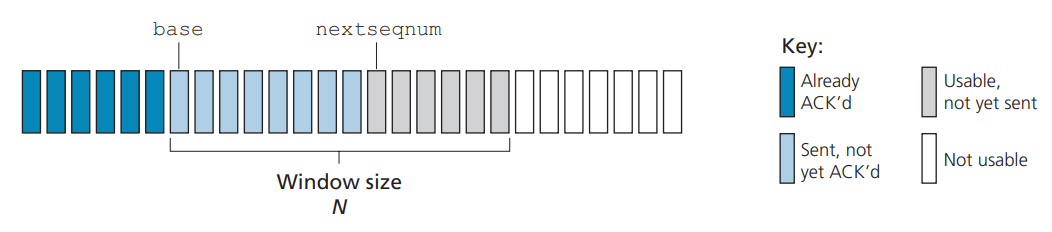 base
nextseqnum
Window size
N
Key:
Already
ACK’d
Usable,
not yet sent
Sent, not
yet ACK’d
Not usable